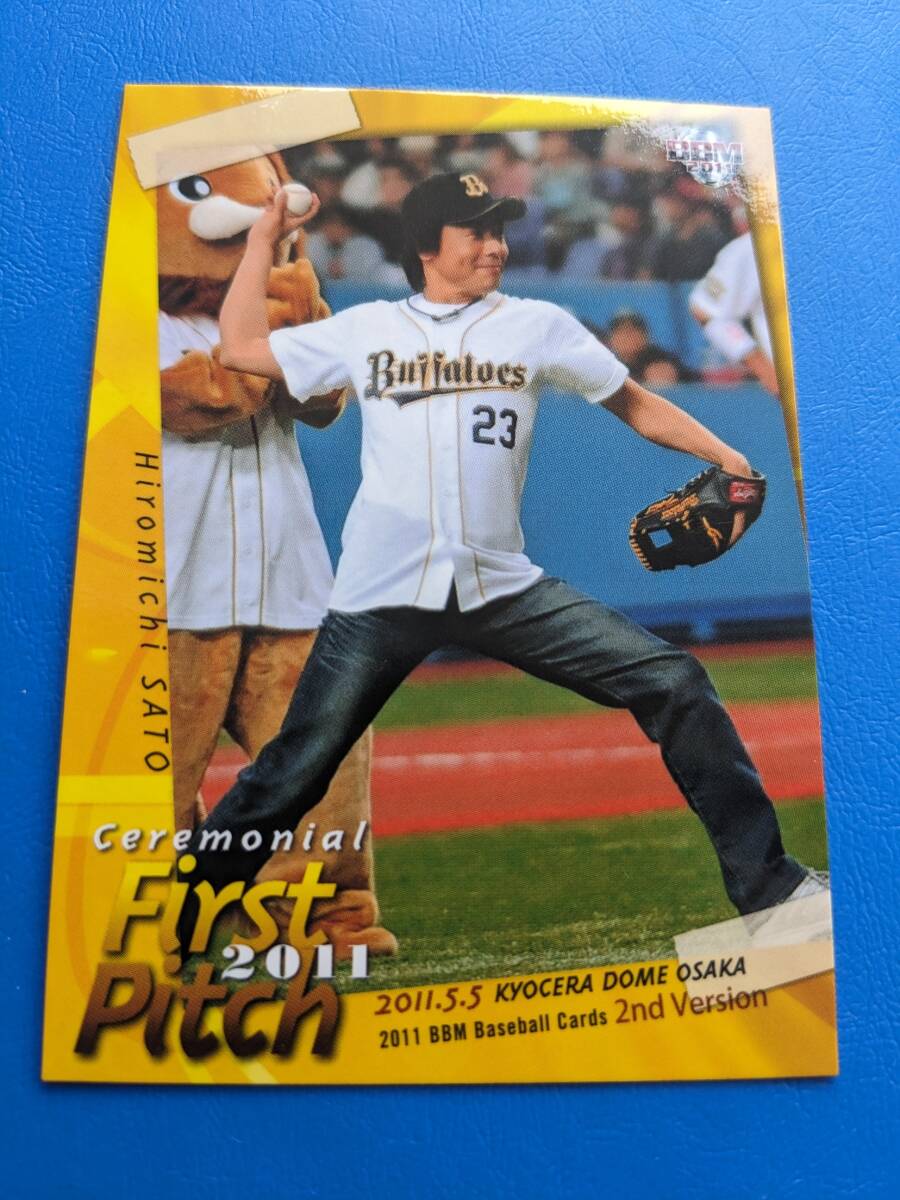 BBM
2011
B
Buffaloes
23
Hiromichi SATO
Ceremonial
First
2011
Pitch
2011.5.5 KYOCERA DOME OSAKA
2011 BBM Baseball Cards 2nd Version